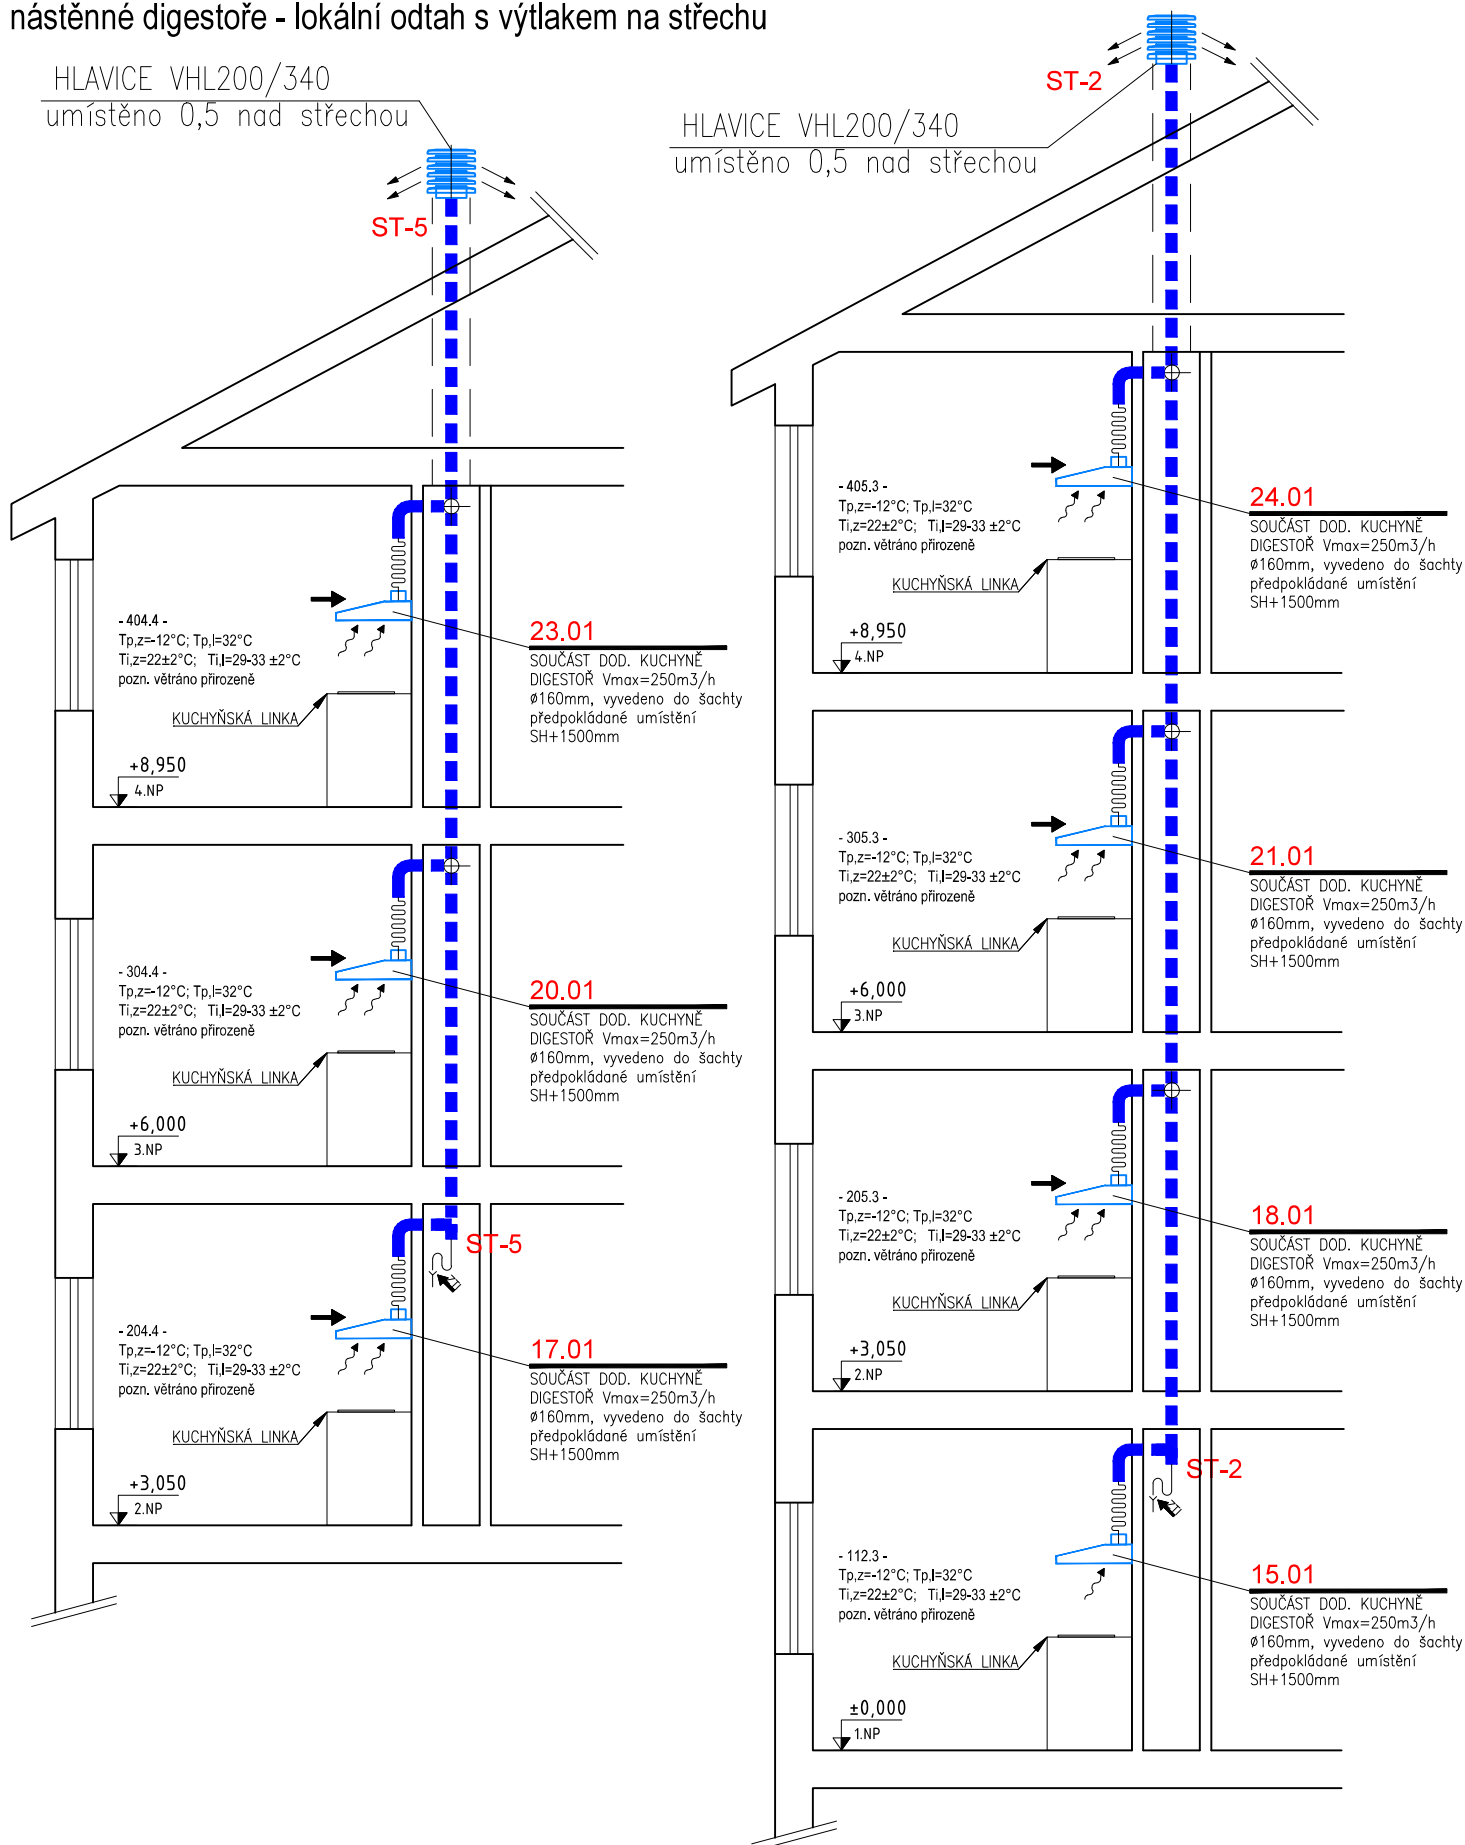 nástěnné digestoře - lokální odtah s výtlakem na střechu
HLAVICE VHL200/340
umístěno 0,5 nad střechou
ST-5
- 404.4 -
Tp,z=-12°C; Tp,l=32°C
Ti,z=22±2°C; Ti,l=29-33 ±2°C
pozn. větráno přirozeně
KUCHYŇSKÁ LINKA
+8,950
4.NP
23.01
SOUČÁST DOD. KUCHYNĚ
DIGESTOŘ Vmax=250m3/h
ø160mm, vyvedeno do šachty
předpokládané umístění
SH+1500mm
- 304.4 -
Tp,z=-12°C; Tp,l=32°C
Ti,z=22±2°C; Ti,l=29-33 ±2°C
pozn. větráno přirozeně
KUCHYŇSKÁ LINKA
+6,000
3.NP
20.01
SOUČÁST DOD. KUCHYNĚ
DIGESTOŘ Vmax=250m3/h
ø160mm, vyvedeno do šachty
předpokládané umístění
SH+1500mm
ST-5
- 204.4 -
Tp,z=-12°C; Tp,l=32°C
Ti,z=22±2°C; Ti,l=29-33 ±2°C
pozn. větráno přirozeně
KUCHYŇSKÁ LINKA
+3,050
2.NP
17.01
SOUČÁST DOD. KUCHYNĚ
DIGESTOŘ Vmax=250m3/h
ø160mm, vyvedeno do šachty
předpokládané umístění
SH+1500mm
ST-2
HLAVICE VHL200/340
umístěno 0,5 nad střechou
- 405.3 -
Tp,z=-12°C; Tp,l=32°C
Ti,z=22±2°C; Ti,l=29-33 ±2°C
pozn. větráno přirozeně
KUCHYŇSKÁ LINKA
+8,950
4.NP
24.01
SOUČÁST DOD. KUCHYNĚ
DIGESTOŘ Vmax=250m3/h
ø160mm, vyvedeno do šachty
předpokládané umístění
SH+1500mm
- 305.3 -
Tp,z=-12°C; Tp,l=32°C
Ti,z=22±2°C; Ti,l=29-33 ±2°C
pozn. větráno přirozeně
KUCHYŇSKÁ LINKA
+6,000
3.NP
21.01
SOUČÁST DOD. KUCHYNĚ
DIGESTOŘ Vmax=250m3/h
ø160mm, vyvedeno do šachty
předpokládané umístění
SH+1500mm
- 205.3 -
Tp,z=-12°C; Tp,l=32°C
Ti,z=22±2°C; Ti,l=29-33 ±2°C
pozn. větráno přirozeně
KUCHYŇSKÁ LINKA
+3,050
2.NP
18.01
SOUČÁST DOD. KUCHYNĚ
DIGESTOŘ Vmax=250m3/h
ø160mm, vyvedeno do šachty
předpokládané umístění
SH+1500mm
ST-2
- 112.3 -
Tp,z=-12°C; Tp,l=32°C
Ti,z=22±2°C; Ti,l=29-33 ±2°C
pozn. větráno přirozeně
KUCHYŇSKÁ LINKA
±0,000
1.NP
15.01
SOUČÁST DOD. KUCHYNĚ
DIGESTOŘ Vmax=250m3/h
ø160mm, vyvedeno do šachty
předpokládané umístění
SH+1500mm